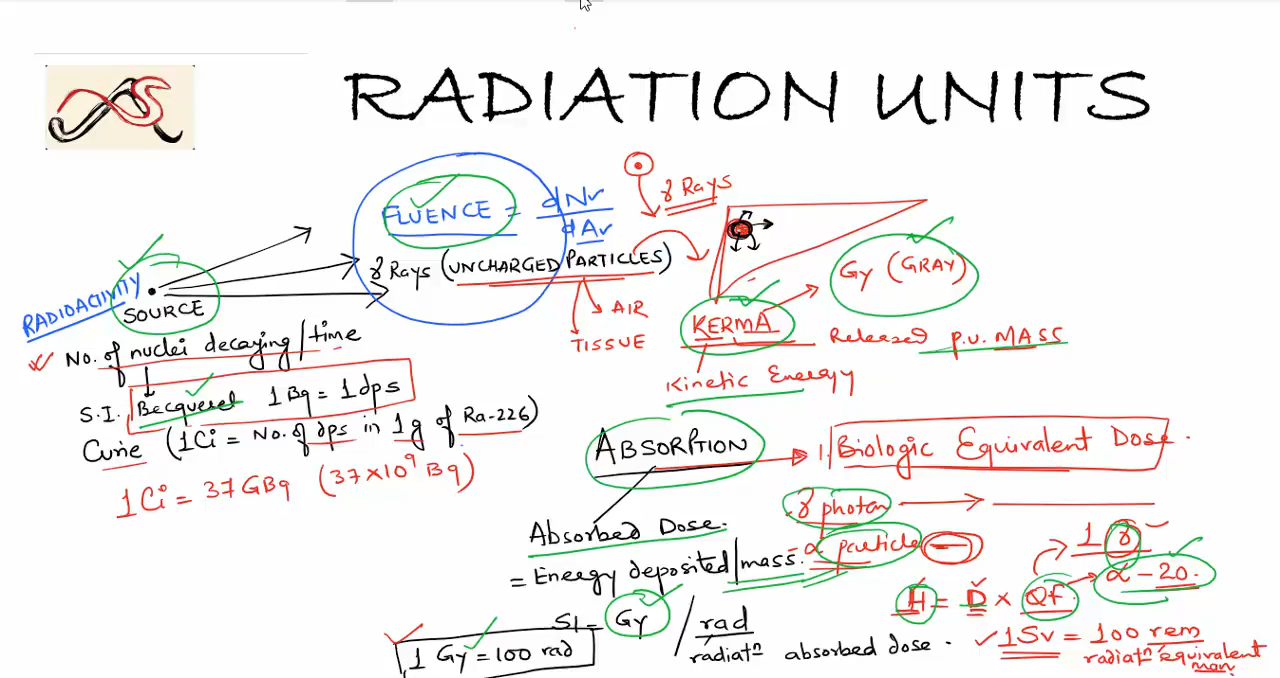 RADIATION UNITS
FLUENCE = dNr / dAr
γ Rays
γ Rays (UNCHARGED PARTICLES)
AIR
TISSUE
RADIOACTIVITY
SOURCE
Gy (GRAY)
KERMA
Released p.u. MASS
Kinetic Energy
No. of nuclei decaying/time
S.I. Becquerel 1 Bq = 1 dps
Curie (1Ci = No. of dps in 1g of Ra-226)
1 Ci = 37 GBq (37×10⁹ Bq)
ABSORPTION
1. Biologic Equivalent Dose.
- γ photon
- α particle
Absorbed Dose.
= Energy deposited/mass.
SI = Gy / rad
radiatⁿ absorbed dose.
1 Gy = 100 rad
1 γ
α - 20.
H = D × Qf.
1 Sv = 100 rem
radiatⁿ equivalent
man